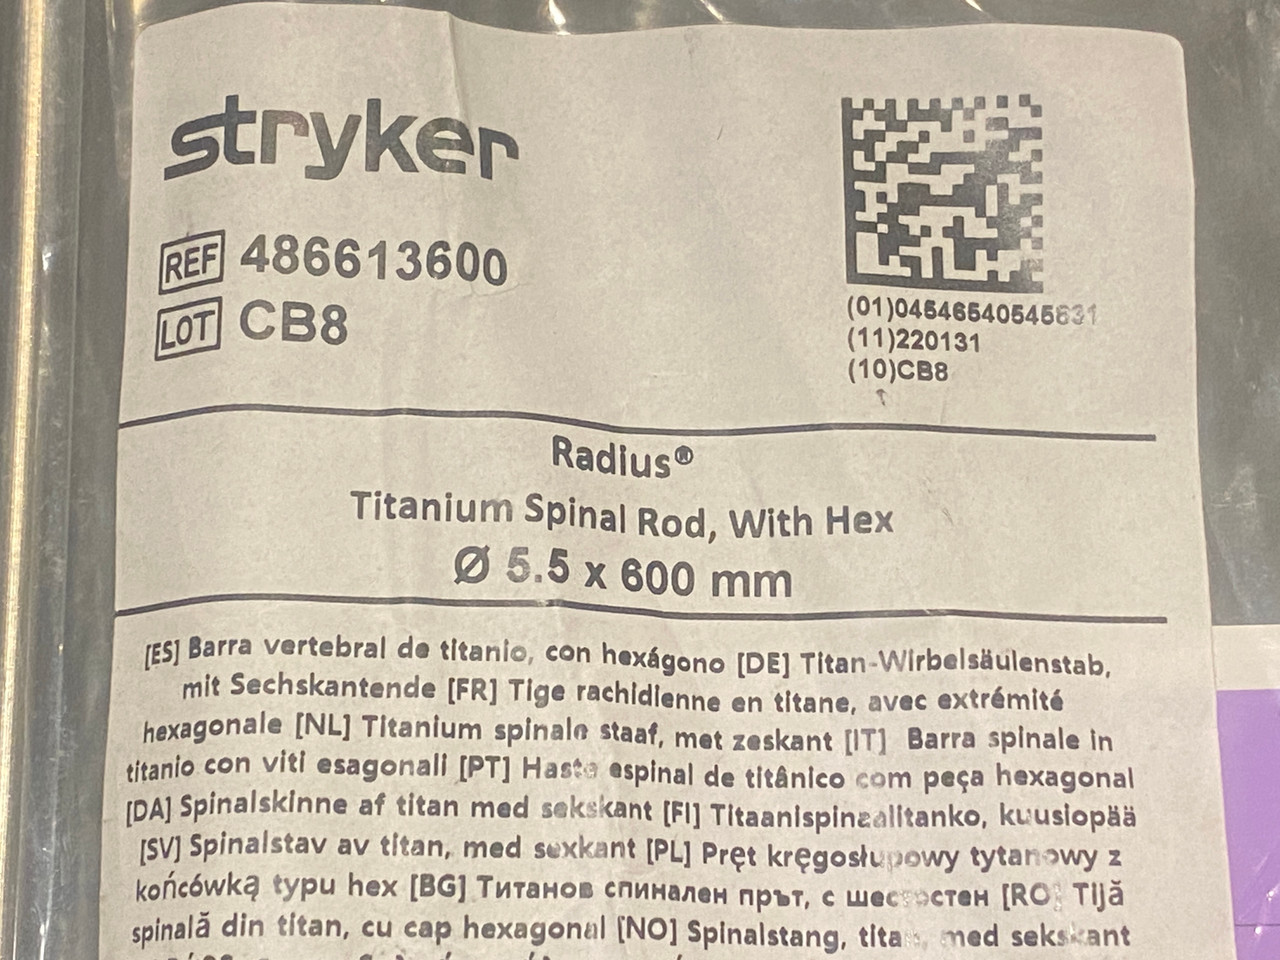 stryker
REF 486613600
LOT CB8
(01)04546540545631
(11)220131
(10)CB8
Radius®
Titanium Spinal Rod, With Hex
Ø 5.5 x 600 mm
[ES] Barra vertebral de titanio, con hexágono [DE] Titan-Wirbelsäulenstab,
mit Sechskantende [FR] Tige rachidienne en titane, avec extrémité
hexagonale [NL] Titanium spinale staaf, met zeskant [IT] Barra spinale in
titanio con viti esagonali [PT] Haste espinal de titânico com peça hexagonal
[DA] Spinalskinne af titan med sekskant [FI] Titaanispinaalitanko, kuusiopää
[SV] Spinalstav av titan, med sexkant [PL] Pręt kręgosłupowy tytanowy z
końcówką typu hex [BG] Титанов спинален прът, с шестостен [RO] Tijă
spinală din titan, cu cap hexagonal [NO] Spinalstang, titan, med sekskant